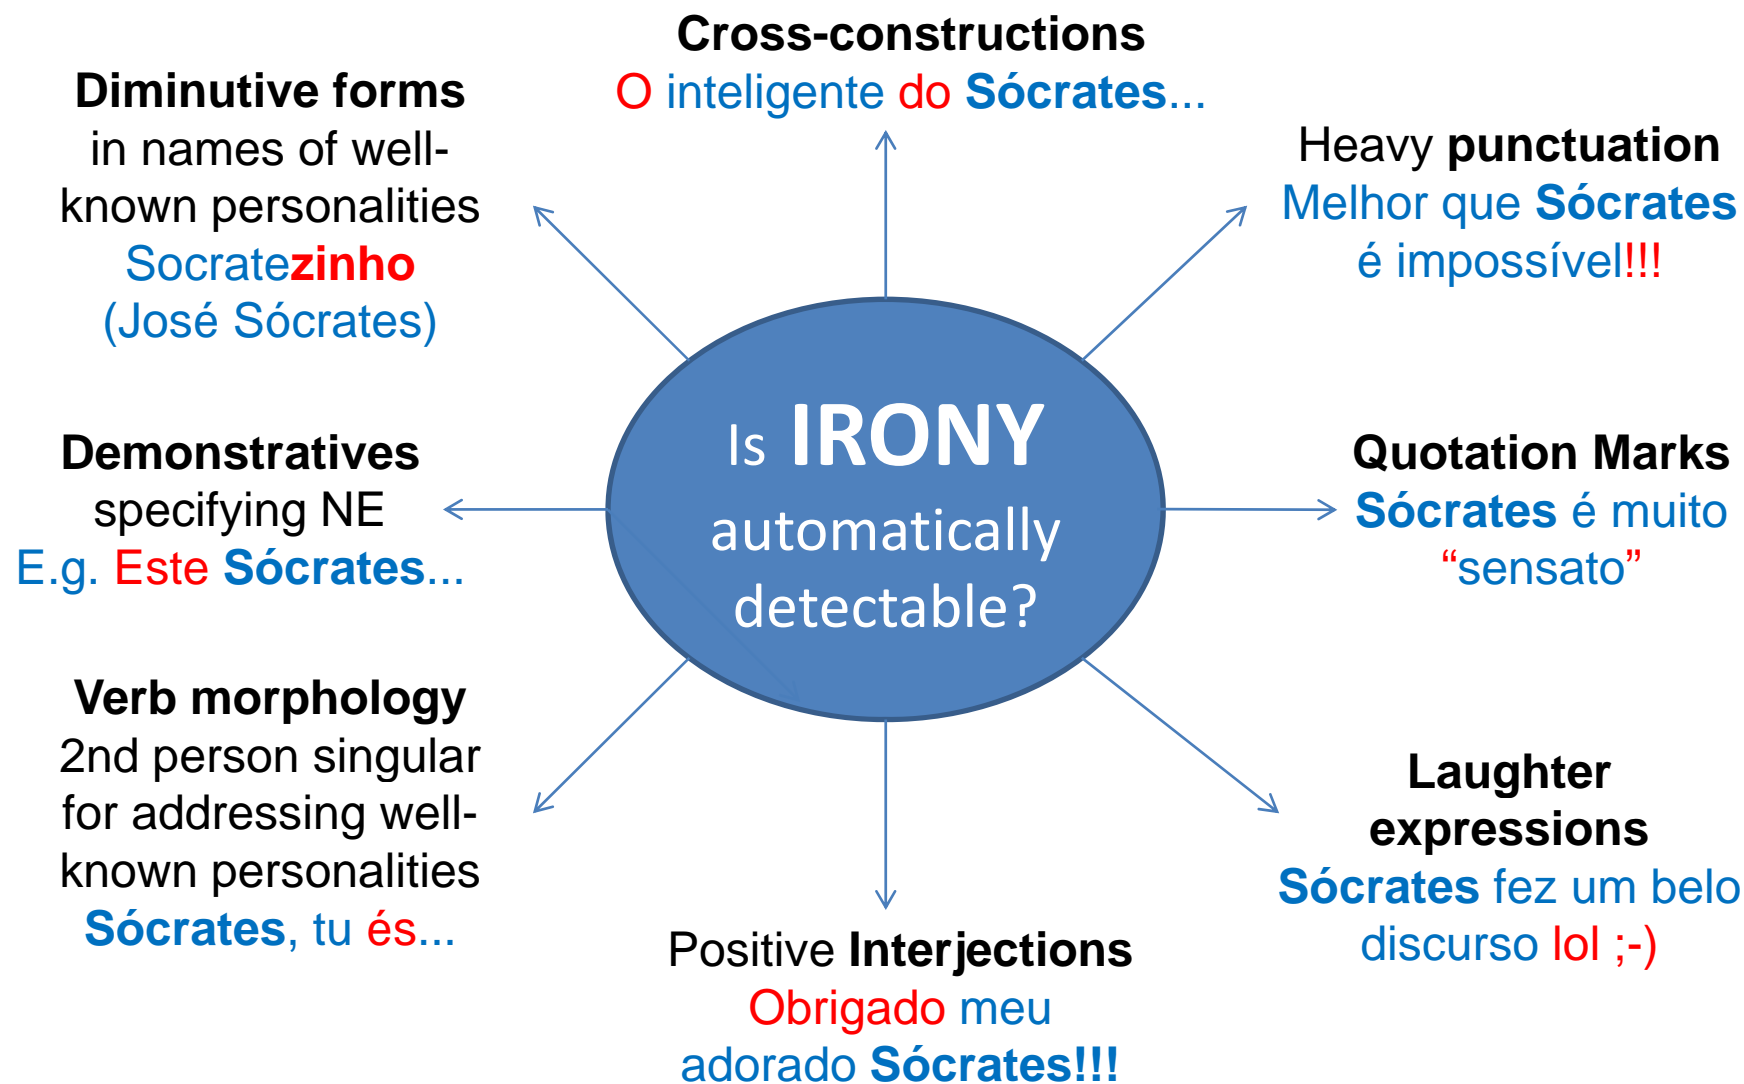 Cross-constructions
O inteligente do Sócrates...
Diminutive forms
in names of well-
known personalities
Socratezinho
(José Sócrates)
Heavy punctuation
Melhor que Sócrates
é impossível!!!
Is IRONY
automatically
detectable?
Demonstratives
specifying NE
E.g. Este Sócrates...
Quotation Marks
Sócrates é muito
“sensato”
Verb morphology
2nd person singular
for addressing well-
known personalities
Sócrates, tu és...
Laughter
expressions
Sócrates fez um belo
discurso lol ;-)
Positive Interjections
Obrigado meu
adorado Sócrates!!!